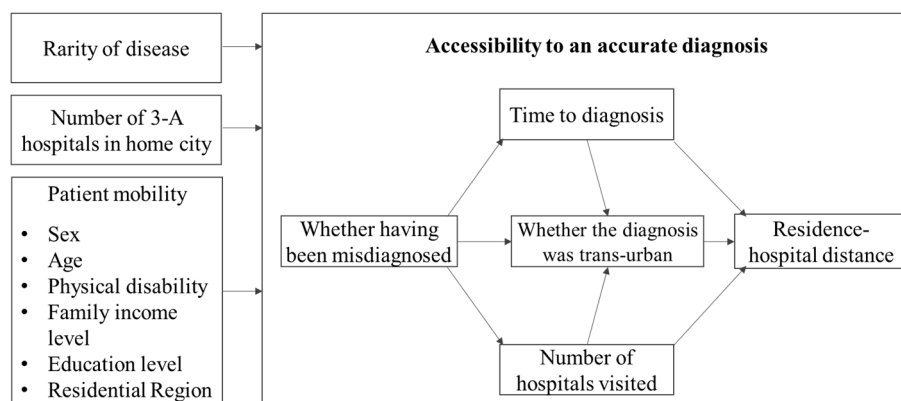 Rarity of disease
Number of 3-A
hospitals in home city
Patient mobility
• Sex
• Age
• Physical disability
• Family income
level
• Education level
• Residential Region
Accessibility to an accurate diagnosis
Time to diagnosis
Whether having
been misdiagnosed
Whether the diagnosis
was trans-urban
Residence-
hospital distance
Number of
hospitals visited